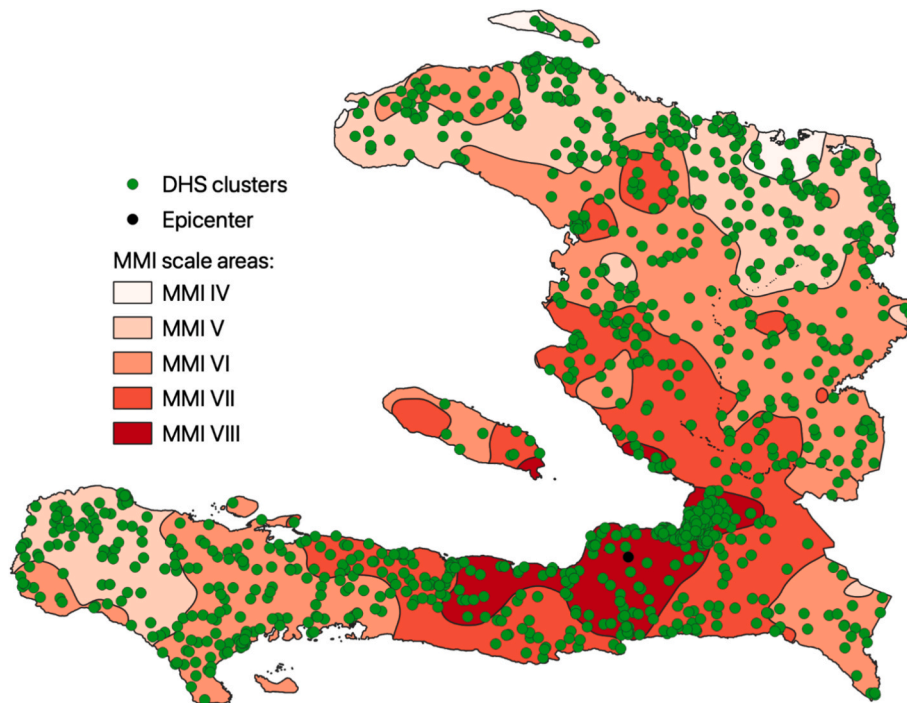 DHS clusters
Epicenter
MMI scale areas:
MMI IV
MMI V
MMI VI
MMI VII
MMI VIII